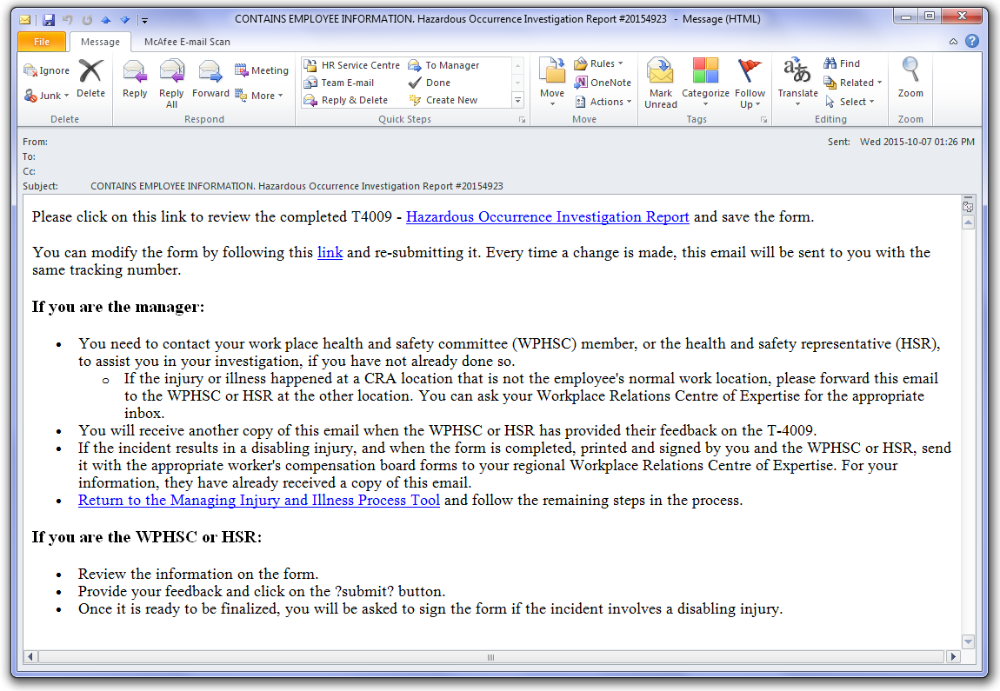 CONTAINS EMPLOYEE INFORMATION. Hazardous Occurrence Investigation Report #20154923 - Message (HTML)
File Message McAfee E-mail Scan
Ignore
Junk
Delete
Delete
Reply
Reply All
Forward
Meeting
More
Respond
HR Service Centre
Team E-mail
Reply & Delete
To Manager
Done
Create New
Quick Steps
Move
Rules
OneNote
Actions
Move
Mark Unread
Categorize
Follow Up
Tags
Translate
Find
Related
Select
Editing
Zoom
Zoom
From:
Sent: Wed 2015-10-07 01:26 PM
To:
Cc:
Subject: CONTAINS EMPLOYEE INFORMATION. Hazardous Occurrence Investigation Report #20154923
Please click on this link to review the completed T4009 - Hazardous Occurrence Investigation Report and save the form.
You can modify the form by following this link and re-submitting it. Every time a change is made, this email will be sent to you with the
same tracking number.
If you are the manager:
• You need to contact your work place health and safety committee (WPHSC) member, or the health and safety representative (HSR),
to assist you in your investigation, if you have not already done so.
o If the injury or illness happened at a CRA location that is not the employee's normal work location, please forward this email
to the WPHSC or HSR at the other location. You can ask your Workplace Relations Centre of Expertise for the appropriate
inbox.
• You will receive another copy of this email when the WPHSC or HSR has provided their feedback on the T-4009.
• If the incident results in a disabling injury, and when the form is completed, printed and signed by you and the WPHSC or HSR, send
it with the appropriate worker's compensation board forms to your regional Workplace Relations Centre of Expertise. For your
information, they have already received a copy of this email.
• Return to the Managing Injury and Illness Process Tool and follow the remaining steps in the process.
If you are the WPHSC or HSR:
• Review the information on the form.
• Provide your feedback and click on the ?submit? button.
• Once it is ready to be finalized, you will be asked to sign the form if the incident involves a disabling injury.